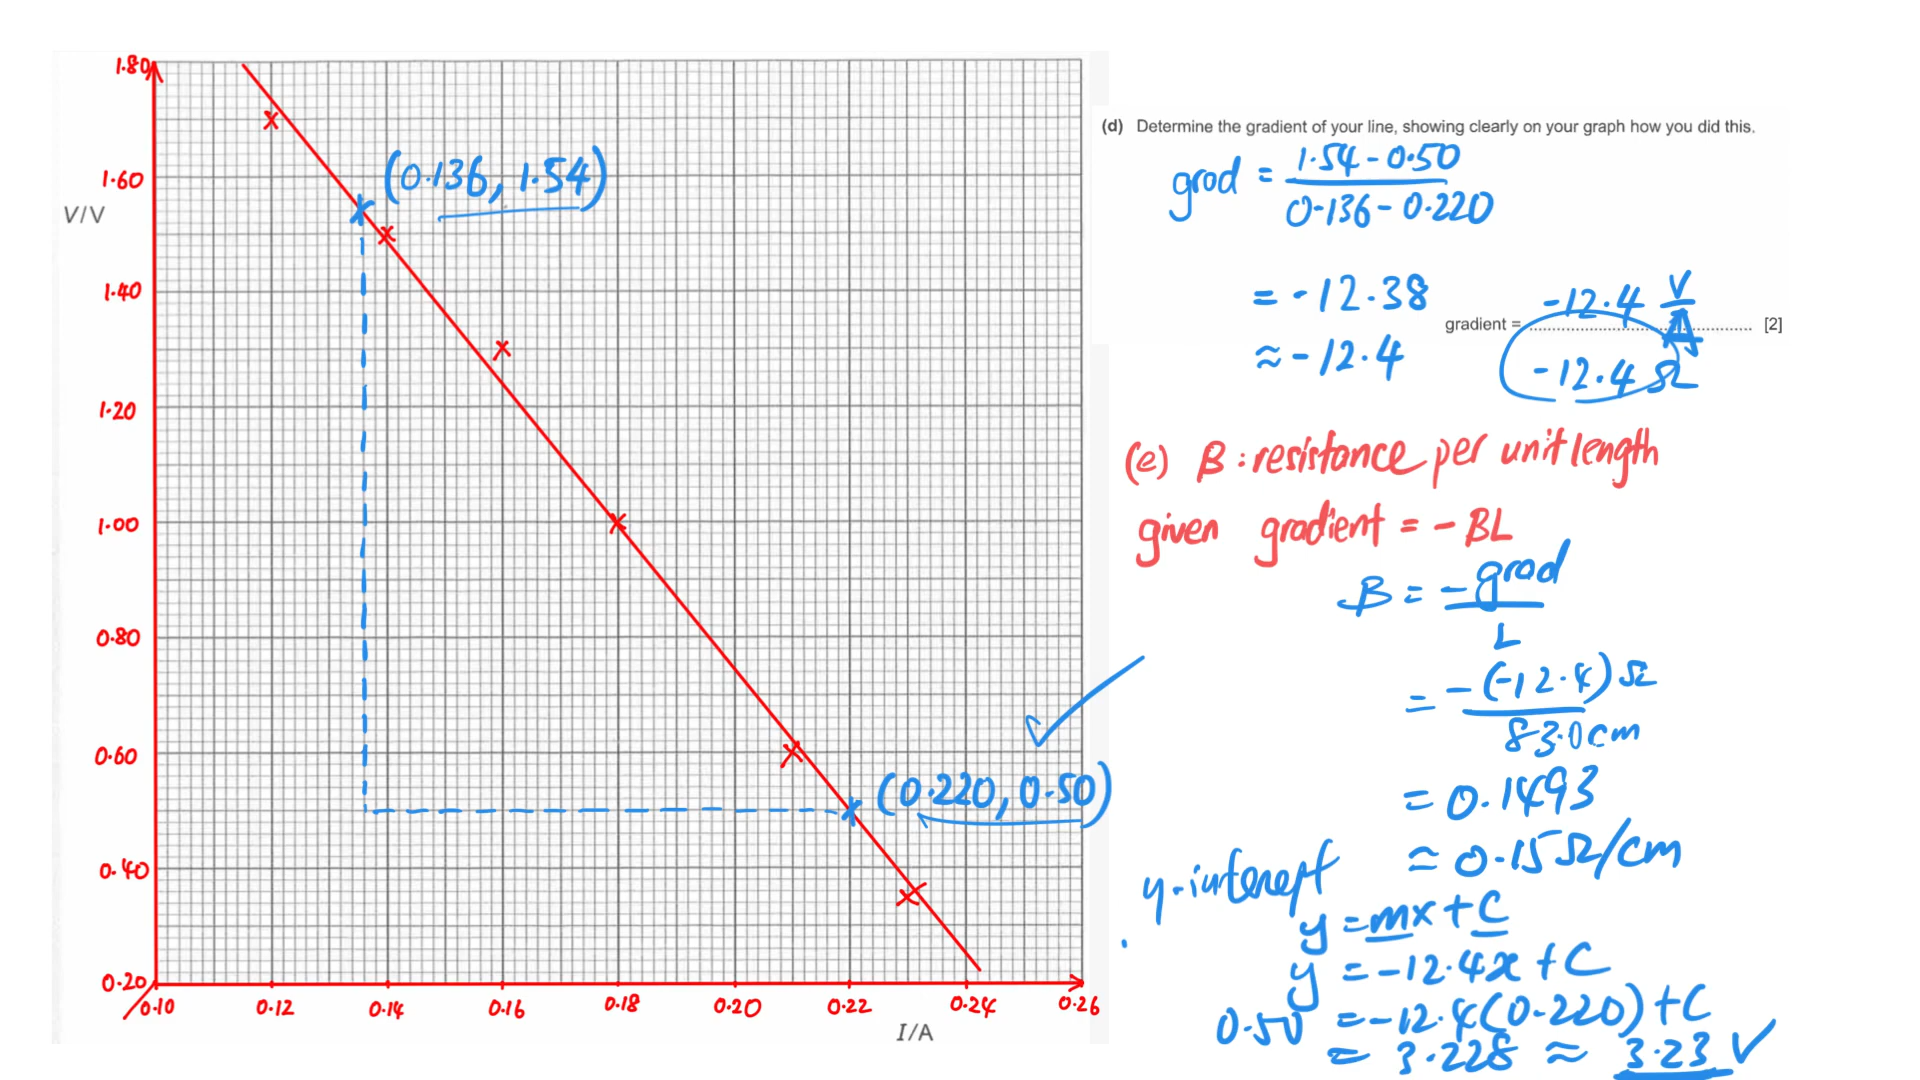 1.80
1.60
V/V
1.40
1.20
1.00
0.80
0.60
0.40
0.20
0.10 0.12 0.14 0.16 0.18 0.20 0.22 0.24 0.26
I/A
(0.136, 1.54)
(0.220, 0.50)
(d) Determine the gradient of your line, showing clearly on your graph how you did this.
grad = 1.54 - 0.50
0.136 - 0.220
= -12.38
≈ -12.4
gradient = -12.4 V/A [2]
-12.4 Ω
(e) B : resistance per unit length
given gradient = - BL
B = - grad
L
= -(-12.4) Ω
83.0 cm
= 0.1493
≈ 0.15 Ω/cm
y-interept
y = mx + C
y = -12.4x + C
0.50 = -12.4(0.220) + C
= 3.228 ≈ 3.23 V